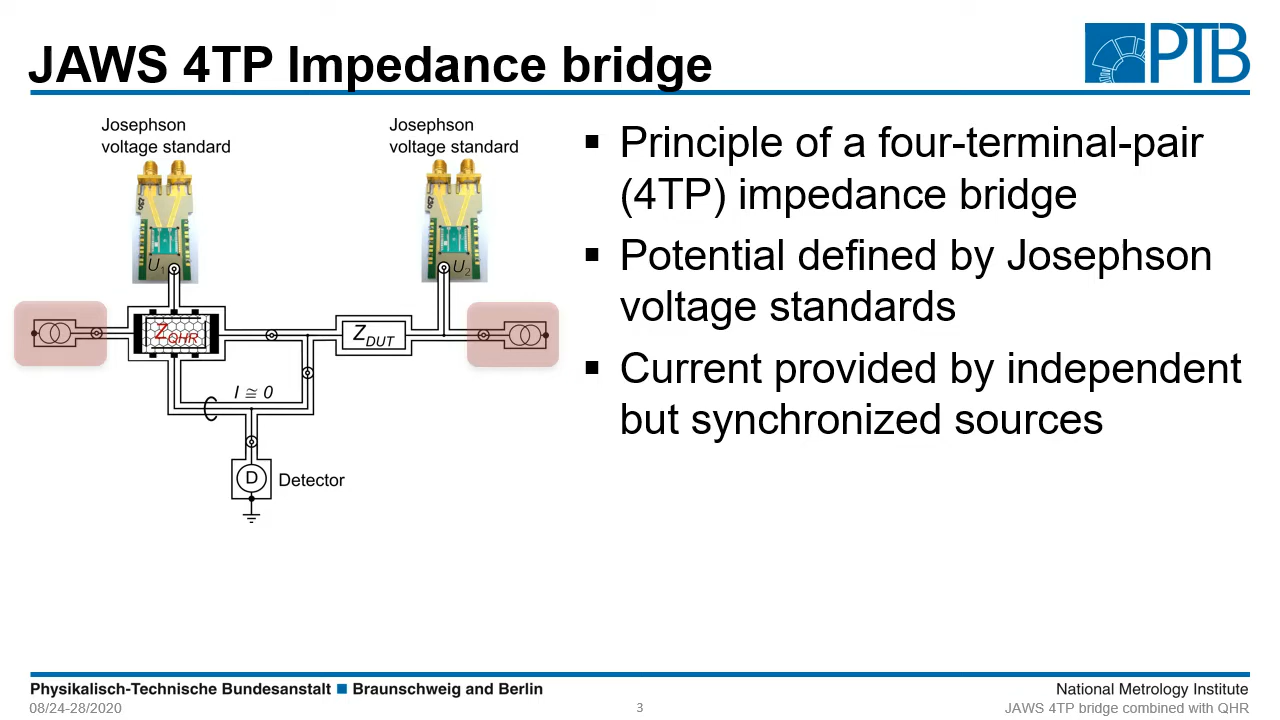 JAWS 4TP Impedance bridge
PTB
Josephson
voltage standard
Josephson
voltage standard
U1
U2
ZQHR
ZDUT
I ≅ 0
D
Detector
▪ Principle of a four-terminal-pair
(4TP) impedance bridge
▪ Potential defined by Josephson
voltage standards
▪ Current provided by independent
but synchronized sources
Physikalisch-Technische Bundesanstalt ■ Braunschweig and Berlin
National Metrology Institute
08/24-28/2020
3
JAWS 4TP bridge combined with QHR